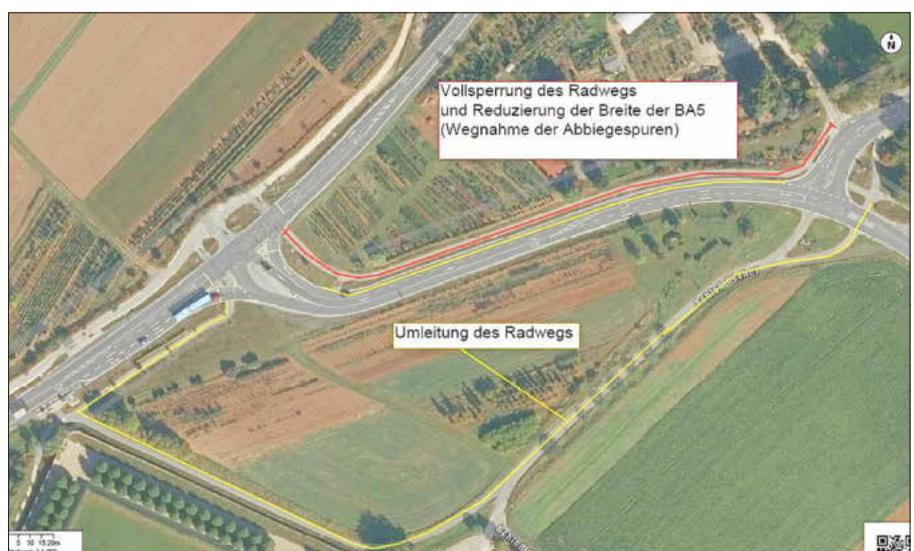 N
Vollsperrung des Radwegs
und Reduzierung der Breite der BA5
(Wegnahme der Abbiegespuren)
Umleitung des Radwegs